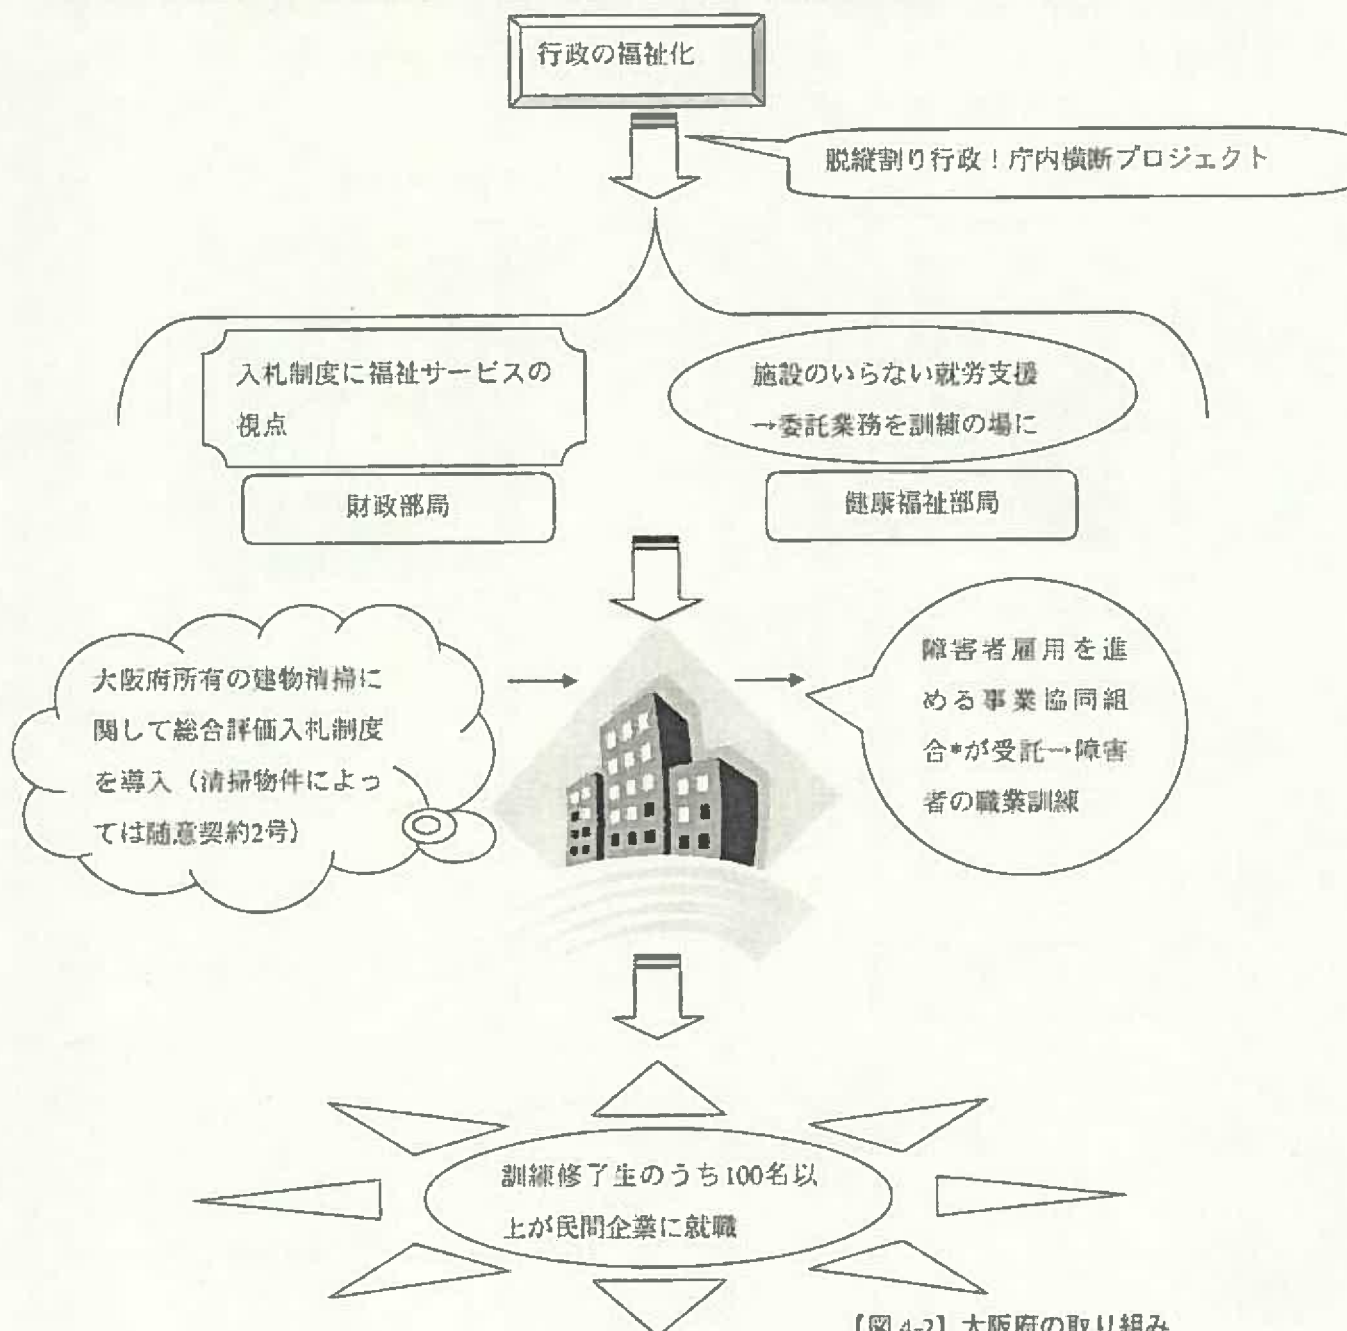 行政の福祉化
脱縦割り行政!庁内横断プロジェクト
入札制度に福祉サービスの
視点
財政部局
施設のいらない就労支援
→委託業務を訓練の場に
健康福祉部局
大阪府所有の建物清掃に
関して総合評価入札制度
を導入(清掃物件によっ
ては随意契約2号)
障害者雇用を進
める事業協同組
合*が受託→障害
者の職業訓練
訓練修了生のうち100名以
上が民間企業に就職
【図4-2】大阪府の取り組み